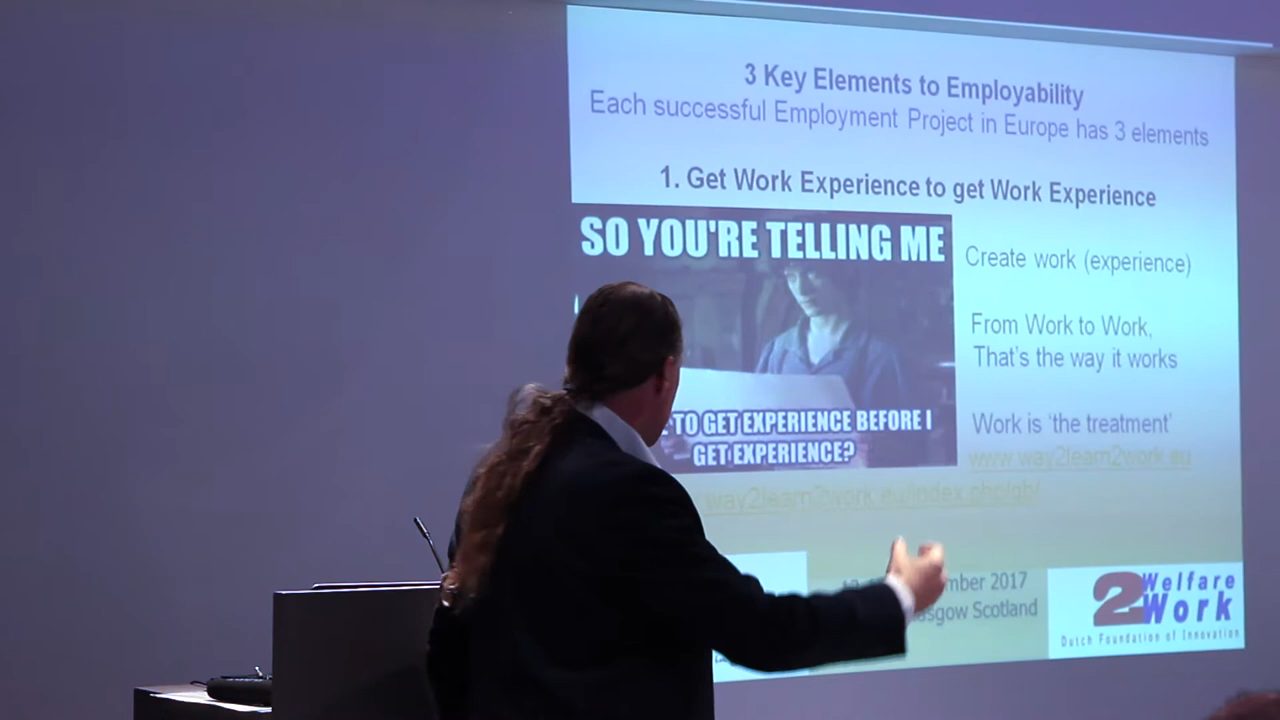 3 Key Elements to Employability
Each successful Employment Project in Europe has 3 elements
1. Get Work Experience to get Work Experience
SO YOU'RE TELLING ME
TO GET EXPERIENCE BEFORE I
GET EXPERIENCE?
Create work (experience)
From Work to Work,
That's the way it works
Work is 'the treatment'
www.way2learn2work.eu
way2learn2work.eu/index.php/gb/
2017
Scotland
2 Welfare
Work
Dutch Foundation of Innovation